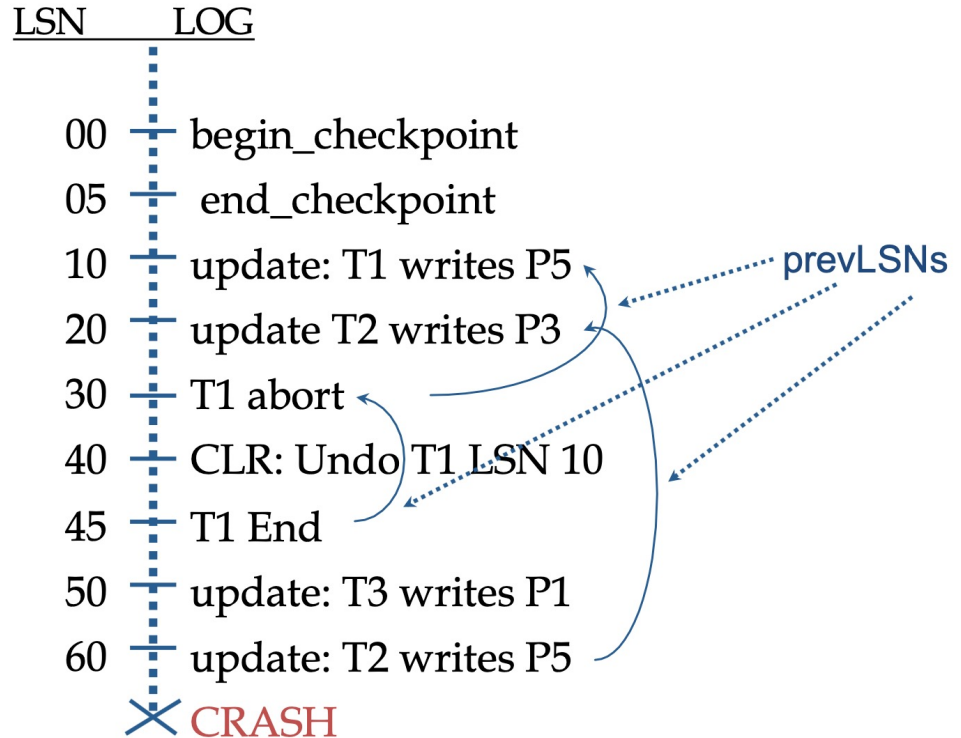 LSN LOG
00 begin_checkpoint
05 end_checkpoint
10 update: T1 writes P5
prevLSNs
20 update T2 writes P3
30 T1 abort
40 CLR: Undo T1 LSN 10
45 T1 End
50 update: T3 writes P1
60 update: T2 writes P5
CRASH